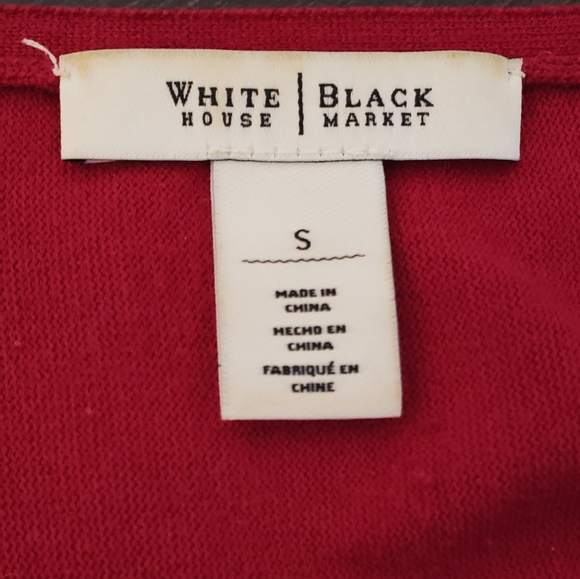 WHITE | BLACK
HOUSE | MARKET
S
MADE IN
CHINA
HECHO EN
CHINA
FABRIQUÉ EN
CHINE